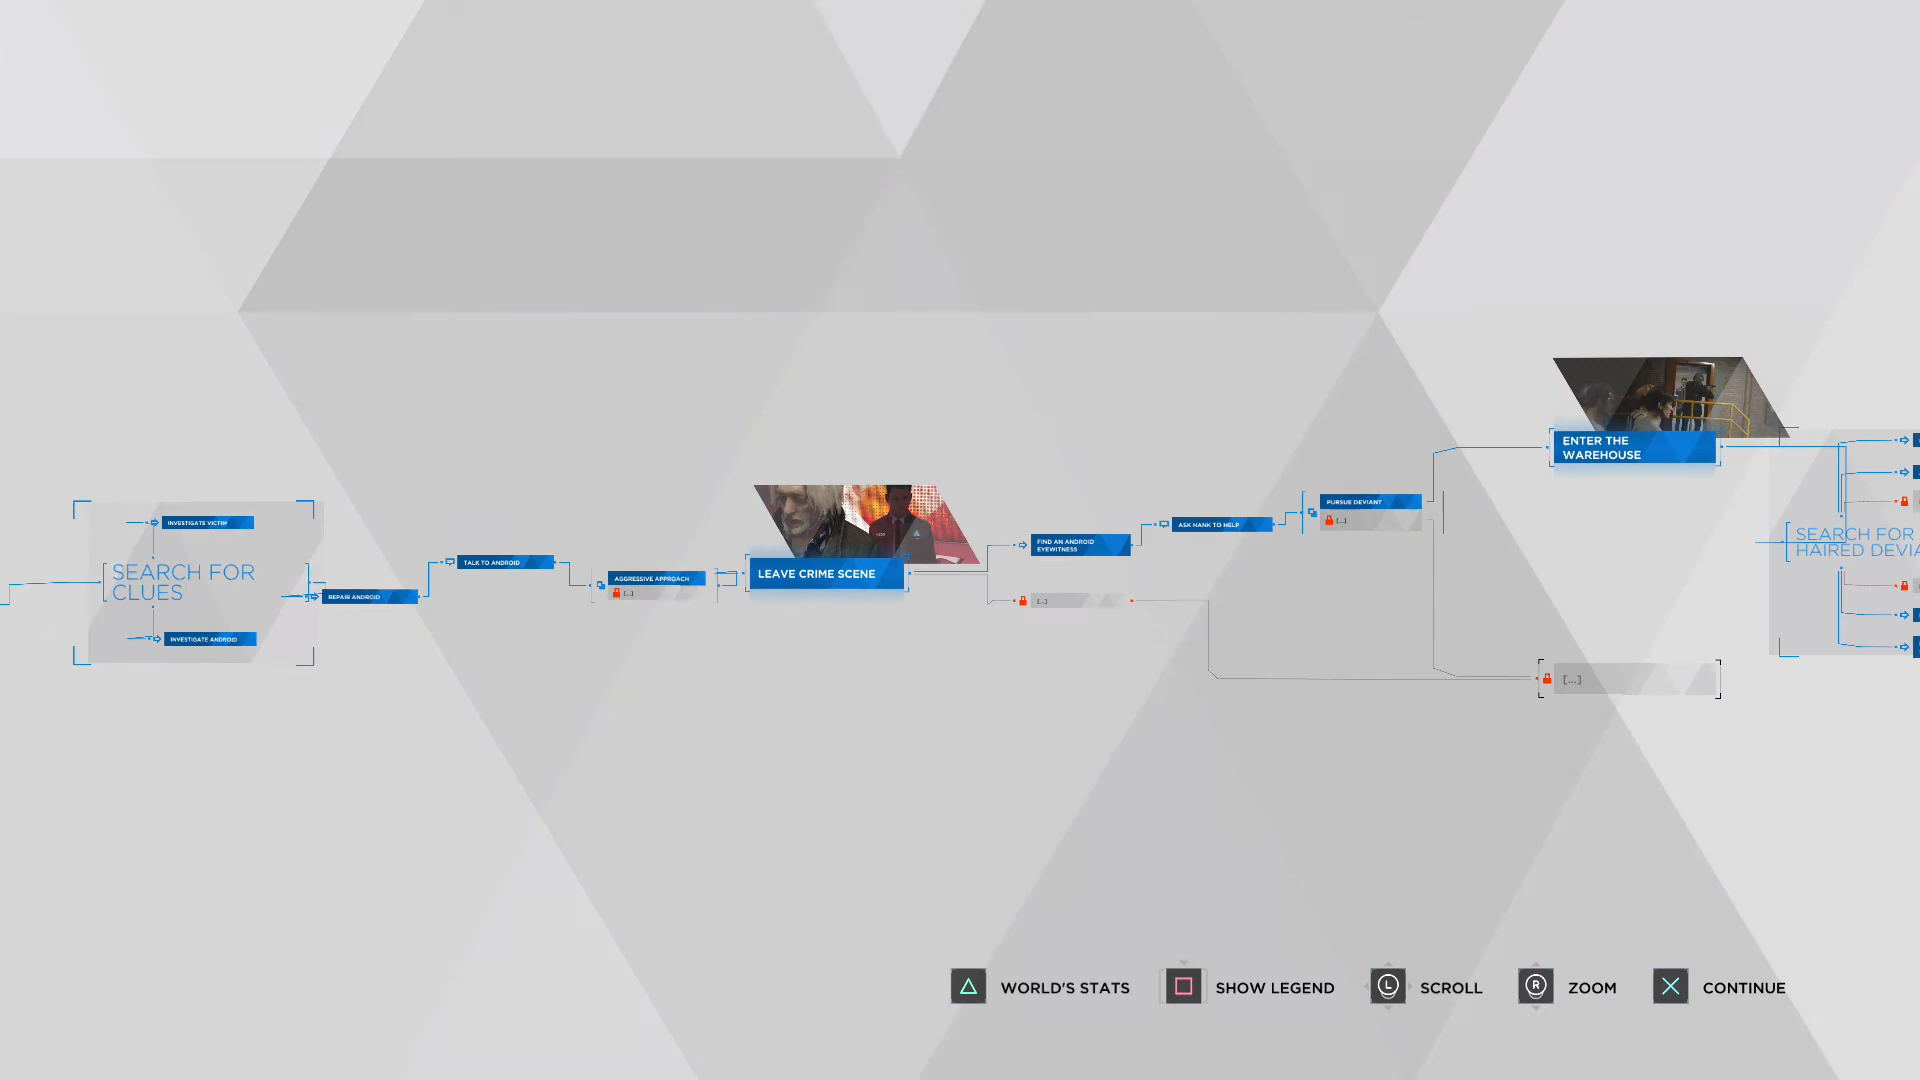 INVESTIGATE VICTIM
SEARCH FOR
CLUES
INVESTIGATE ANDROID
REPAIR ANDROID
TALK TO ANDROID
AGGRESSIVE APPROACH
[...]
LEAVE CRIME SCENE
FIND AN ANDROID
EYEWITNESS
[...]
ASK HANK TO HELP
PURSUE DEVIANT
[...]
ENTER THE
WAREHOUSE
[...]
SEARCH FOR
HAIRED DEVIA
WORLD'S STATS
SHOW LEGEND
L
SCROLL
R
ZOOM
CONTINUE